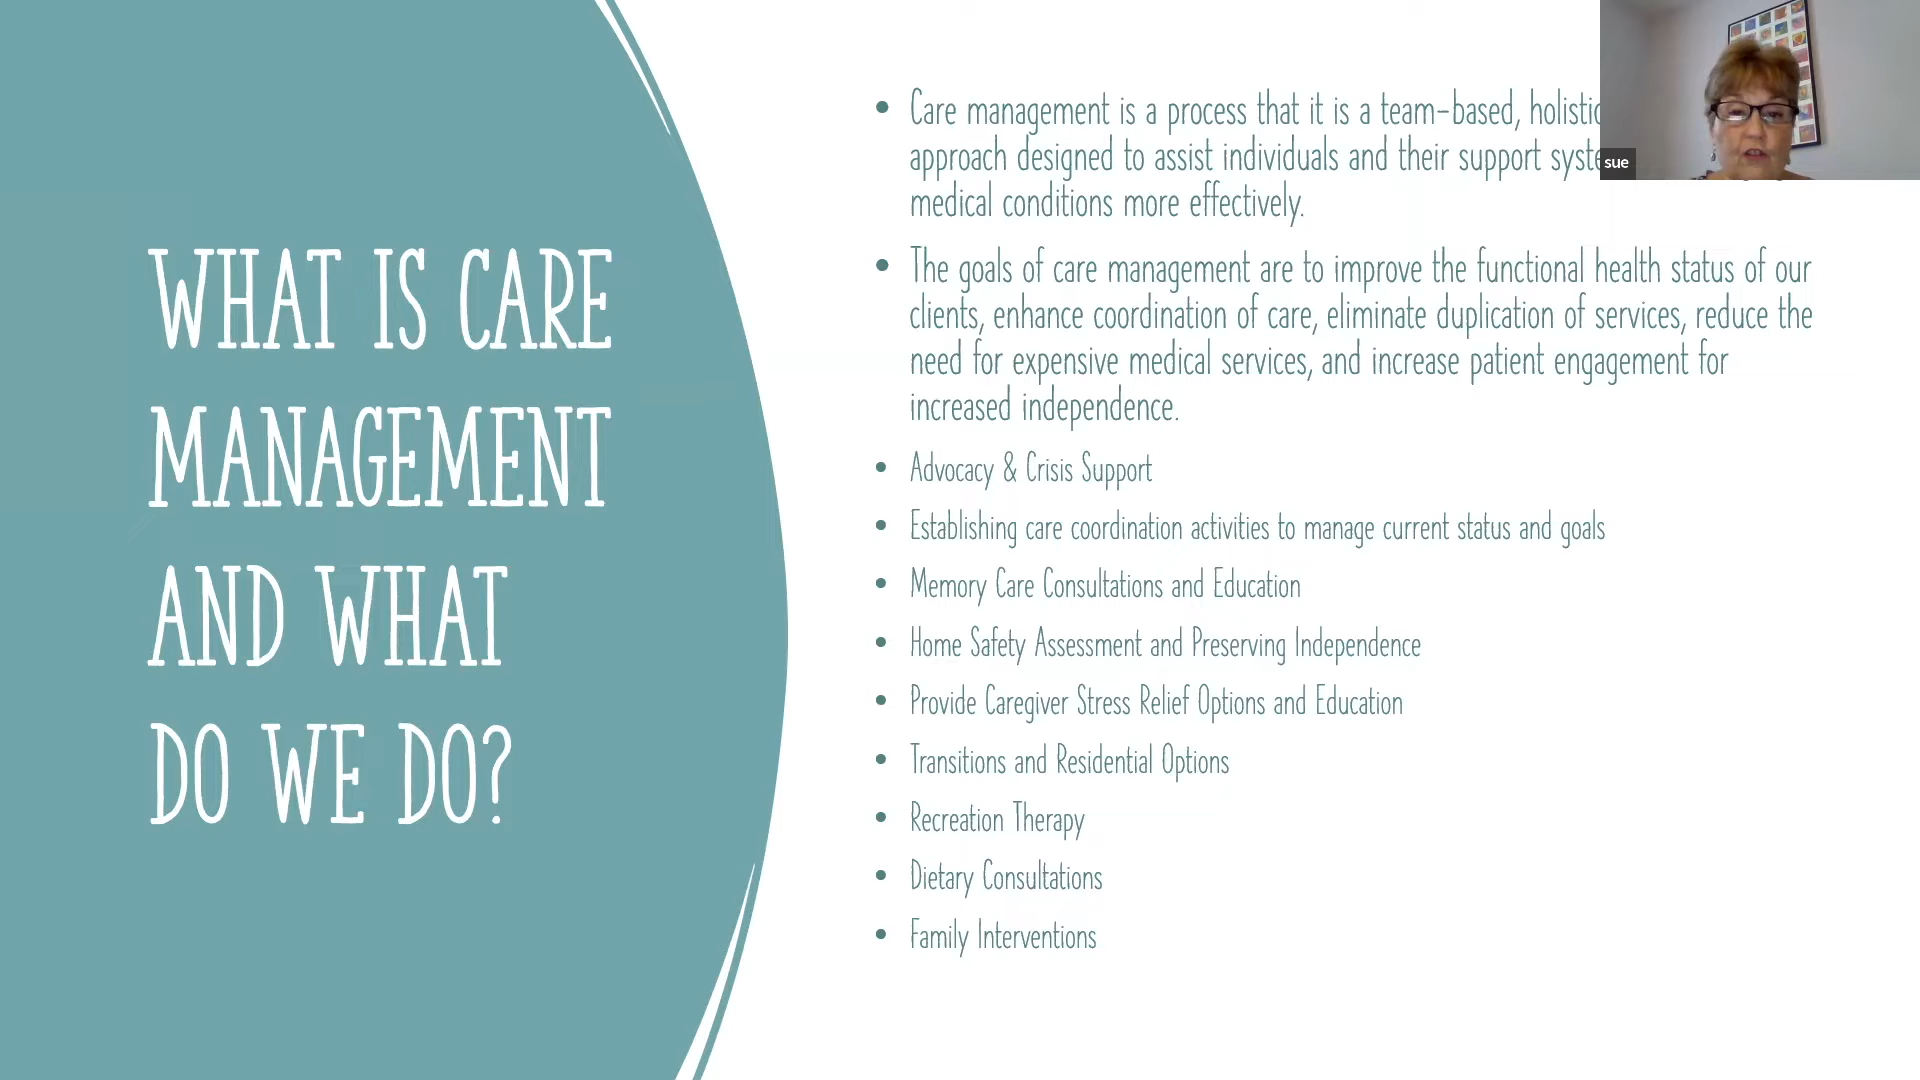 WHAT IS CARE
MANAGEMENT
AND WHAT
DO WE DO?
• Care management is a process that it is a team-based, holistic
approach designed to assist individuals and their support
medical conditions more effectively.
• The goals of care management are to improve the functional health status of our
clients, enhance coordination of care, eliminate duplication of services, reduce the
need for expensive medical services, and increase patient engagement for
increased independence.
• Advocacy & Crisis Support
• Establishing care coordination activities to manage current status and goals
• Memory Care Consultations and Education
• Home Safety Assessment and Preserving Independence
• Provide Caregiver Stress Relief Options and Education
• Transitions and Residential Options
• Recreation Therapy
• Dietary Consultations
• Family Interventions
sue